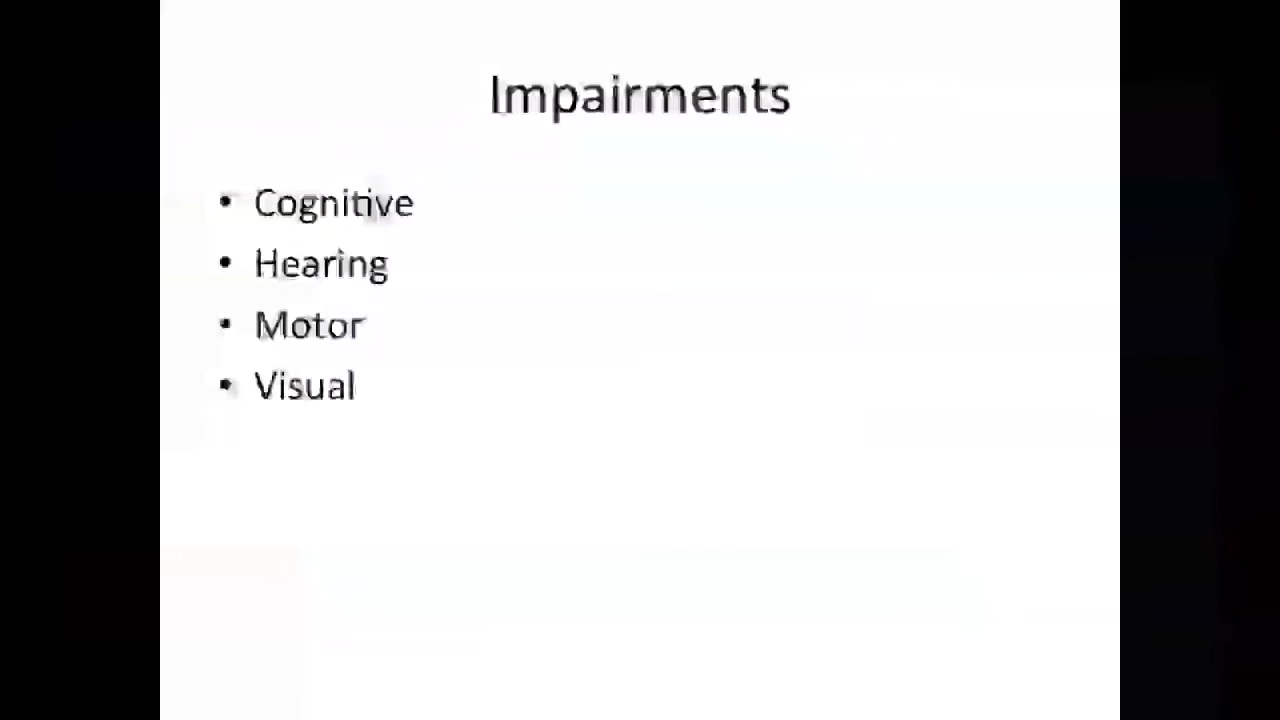 Impairments
• Cognitive
• Hearing
• Motor
• Visual